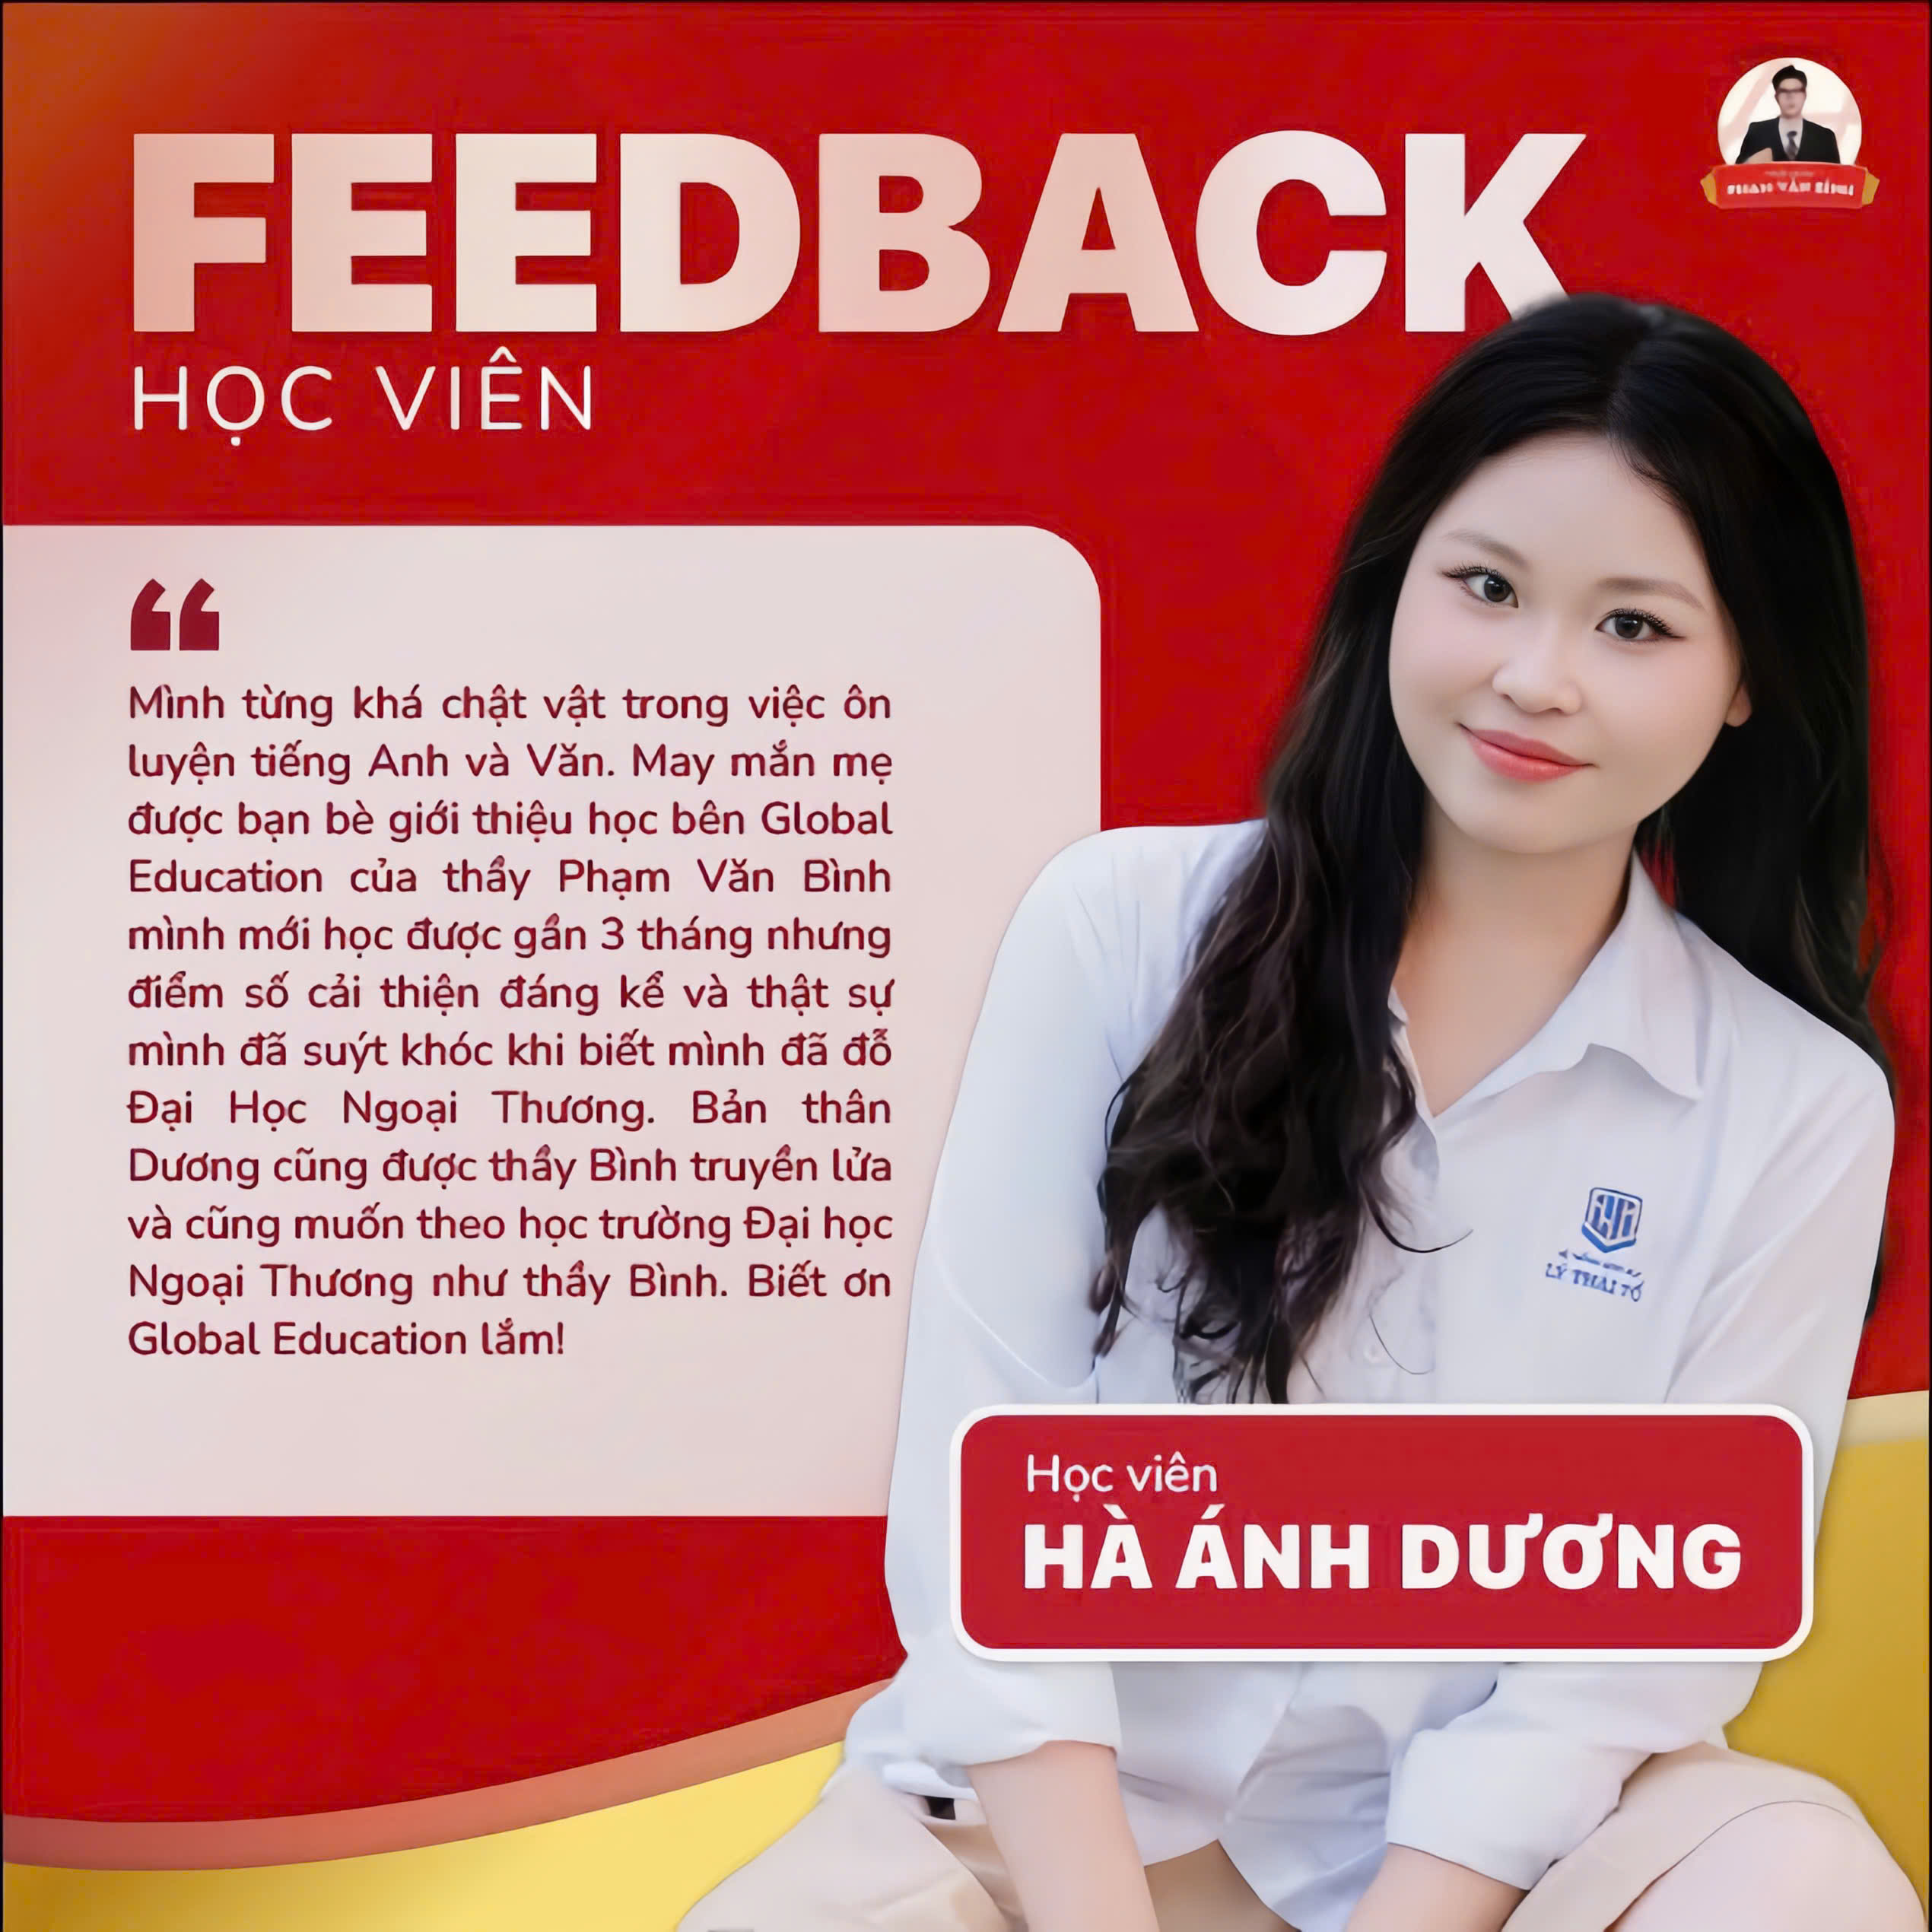 FEEDBACK
HỌC VIÊN
PHẠM VĂN BÌNH
“
Mình từng khá chật vật trong việc ôn
luyện tiếng Anh và Văn. May mắn mẹ
được bạn bè giới thiệu học bên Global
Education của thầy Phạm Văn Bình
mình mới học được gần 3 tháng nhưng
điểm số cải thiện đáng kể và thật sự
mình đã suýt khóc khi biết mình đã đỗ
Đại Học Ngoại Thương. Bản thân
Dương cũng được thầy Bình truyền lửa
và cũng muốn theo học trường Đại học
Ngoại Thương như thầy Bình. Biết ơn
Global Education lắm!
LÝ THÁI TỔ
Học viên
HÀ ÁNH DƯƠNG